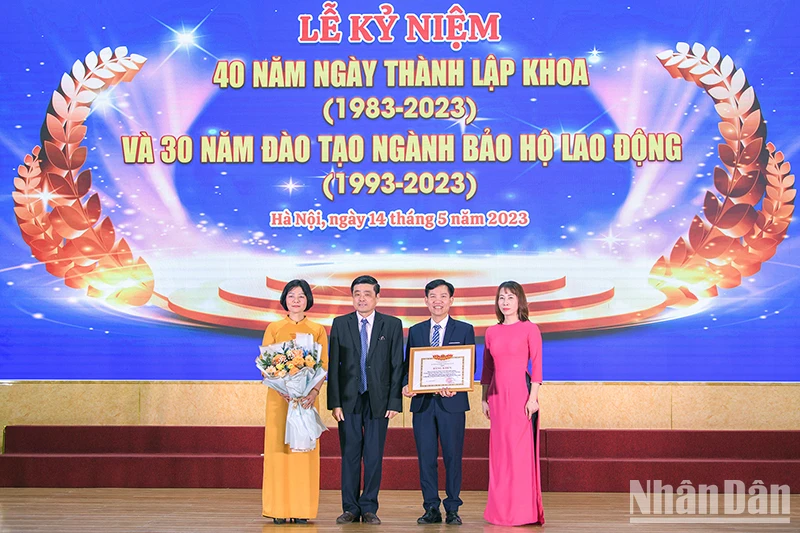 LỄ KỶ NIỆM
40 NĂM NGÀY THÀNH LẬP KHOA
(1983-2023)
VÀ 30 NĂM ĐÀO TẠO NGÀNH BẢO HỘ LAO ĐỘNG
(1993-2023)
Hà Nội, ngày 14 tháng 5 năm 2023
NhânDân